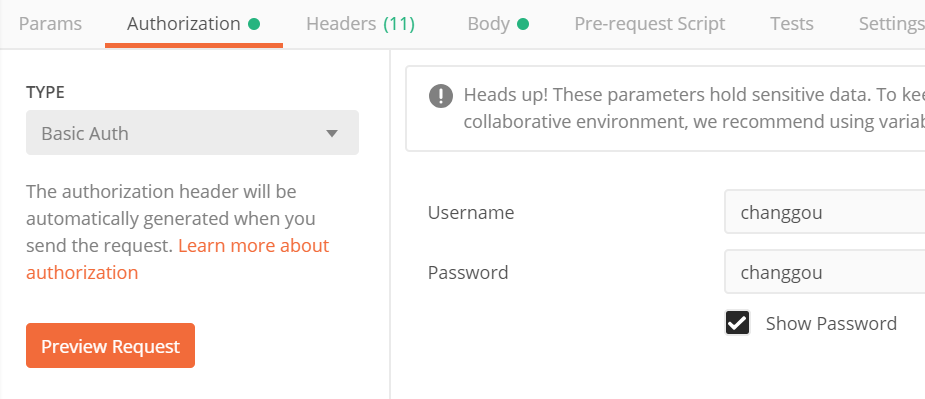 Params Authorization Headers (11) Body Pre-request Script Tests Settings
TYPE
Basic Auth
The authorization header will be
automatically generated when you
send the request. Learn more about
authorization
Preview Request
Heads up! These parameters hold sensitive data. To kee
collaborative environment, we recommend using variab
Username changgou
Password changgou
Show Password